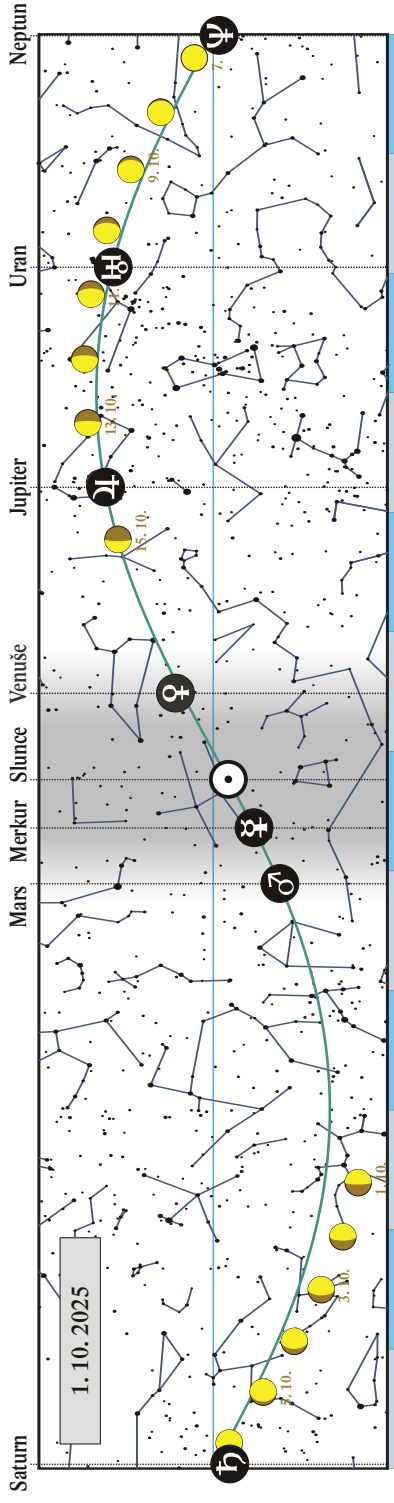 Saturn
Mars
Merkur
Slunce
Venuše
Jupiter
Uran
Neptun
1. 10. 2025
5. 10.
3. 10.
1. 10.
15. 10.
13. 10.
11.
9. 10.
7.